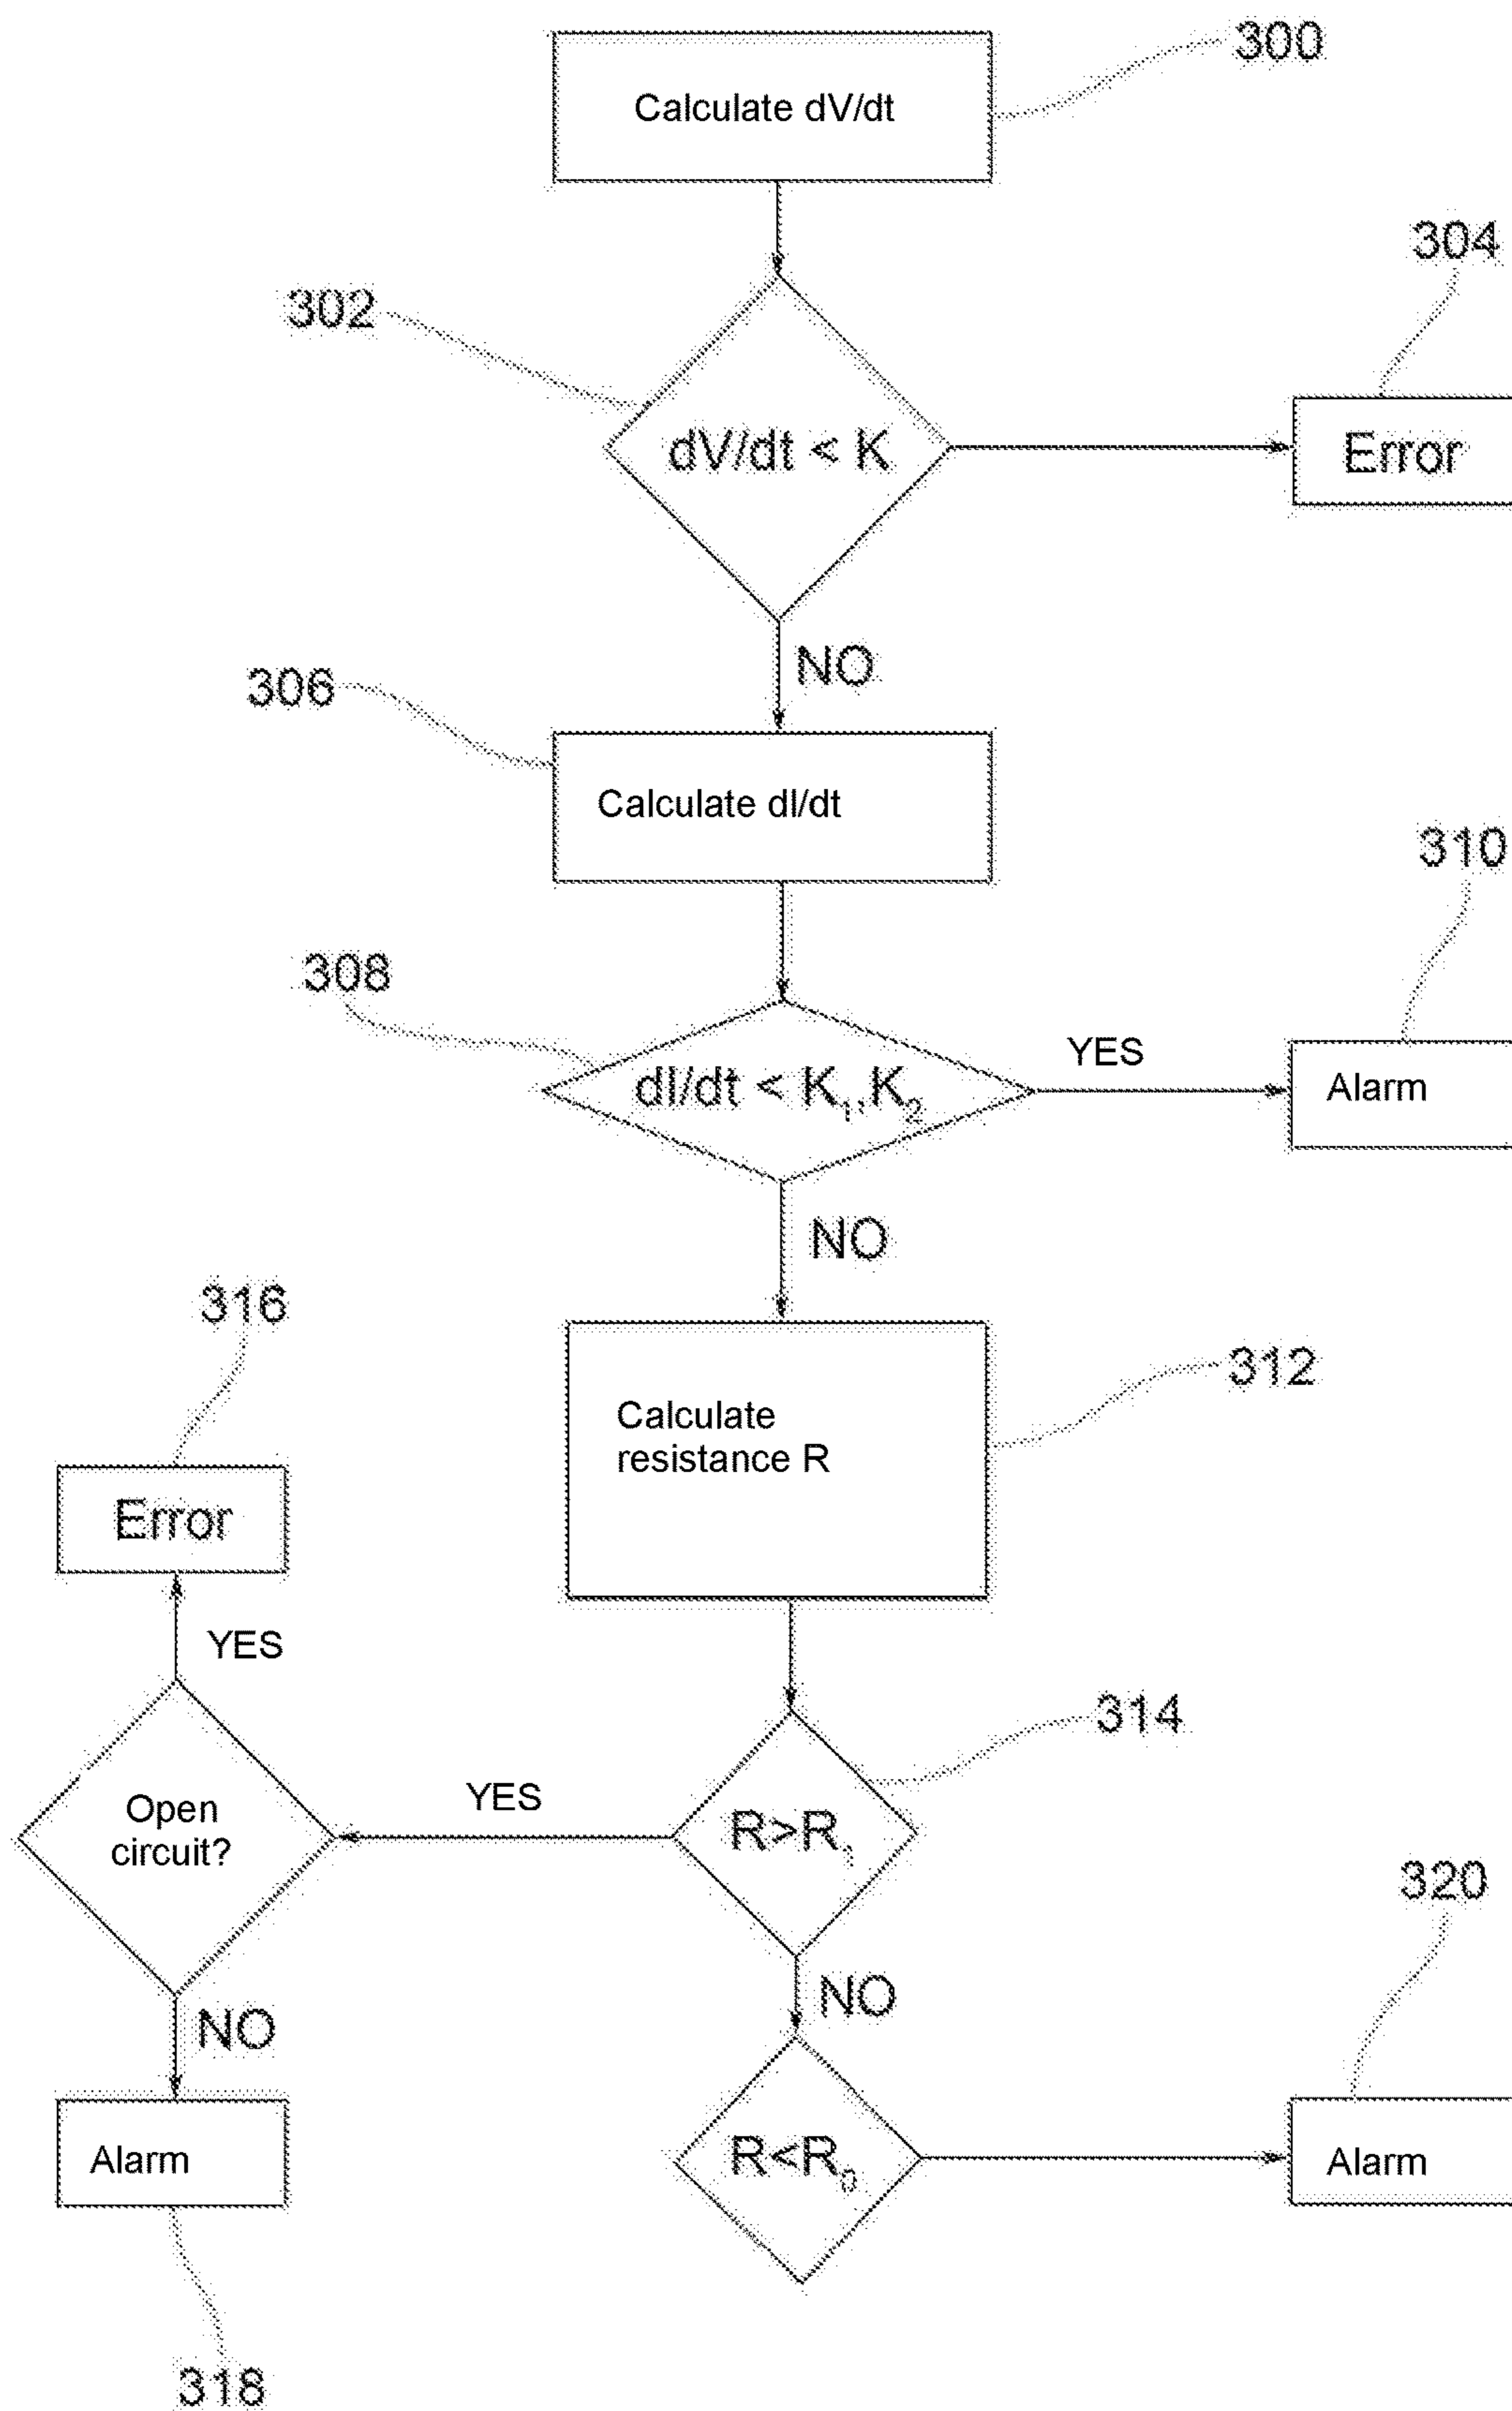 300
Calculate dV/dt
304
302
dV/dt < K
Error
NO
306
Calculate dI/dt
310
308
YES
dI/dt < K1,K2
Alarm
NO
316
312
Calculate
resistance R
Error
YES
314
YES
Open
circuit?
R>R1
320
NO
NO
R<R0
Alarm
Alarm
318